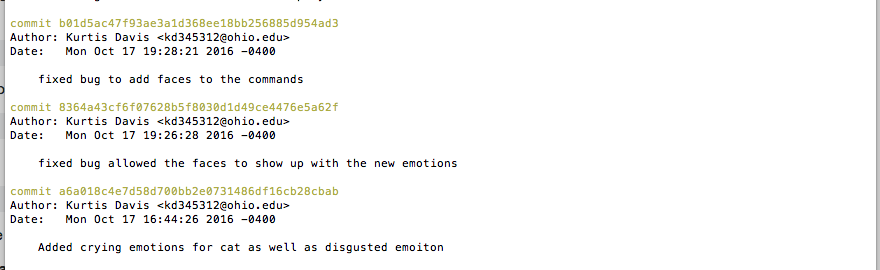 commit b01d5ac47f93ae3a1d368ee18bb256885d954ad3
Author: Kurtis Davis <kd345312@ohio.edu>
Date:   Mon Oct 17 19:28:21 2016 -0400
fixed bug to add faces to the commands
commit 8364a43cf6f07628b5f8030d1d49ce4476e5a62f
Author: Kurtis Davis <kd345312@ohio.edu>
Date:   Mon Oct 17 19:26:28 2016 -0400
fixed bug allowed the faces to show up with the new emotions
commit a6a018c4e7d58d700bb2e0731486df16cb28cbab
Author: Kurtis Davis <kd345312@ohio.edu>
Date:   Mon Oct 17 16:44:26 2016 -0400
Added crying emotions for cat as well as disgusted emoiton